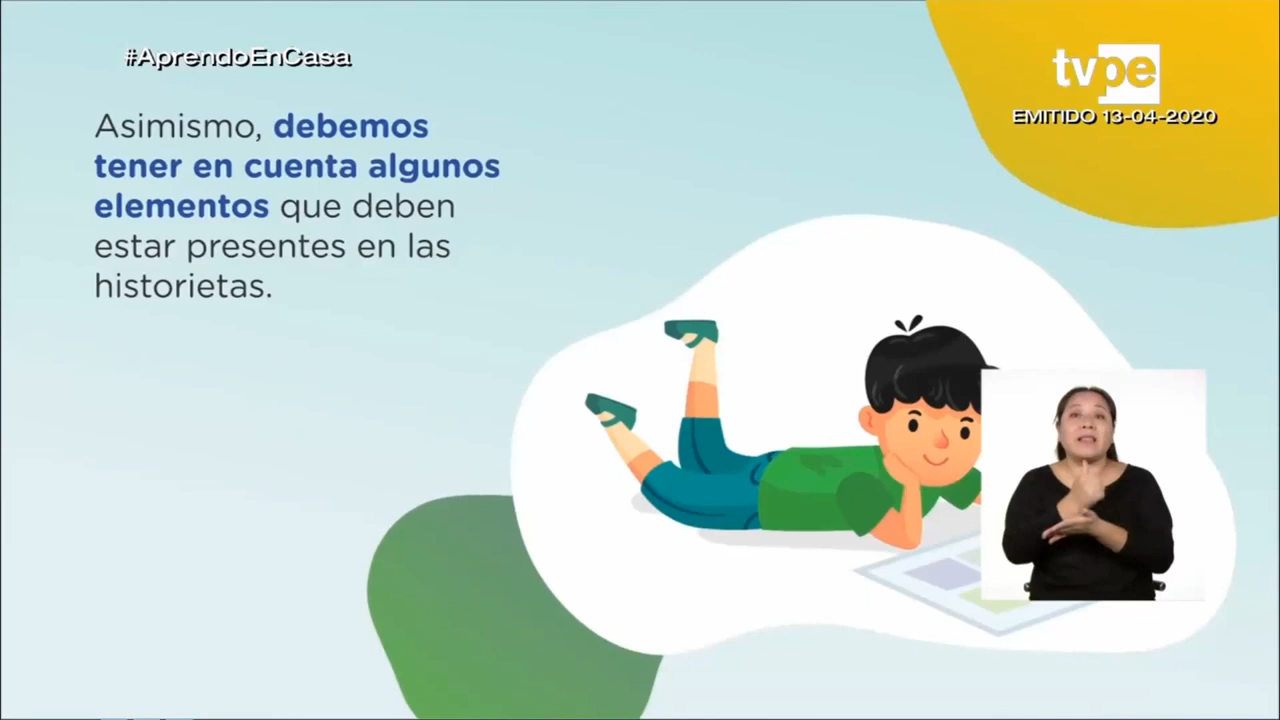 #AprendoEnCasa
tvpe
EMITIDO 13-04-2020
Asimismo, debemos
tener en cuenta algunos
elementos que deben
estar presentes en las
historietas.